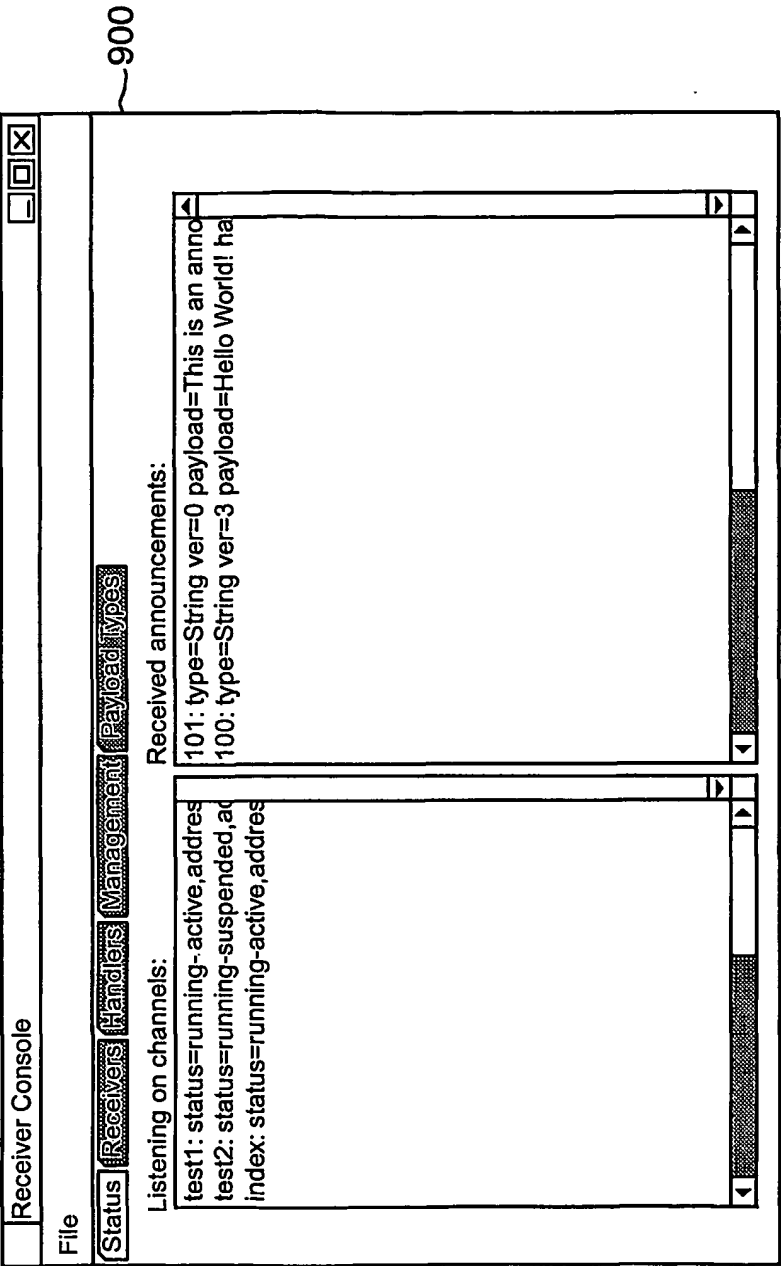 Receiver Console
File
Status Receivers Handlers Management Payload Types
Listening on channels:
test1: status=running-.active,addres
test2: status=running-suspended,ad
index: status=running-active,addres
Received announcements:
101: type=String ver=0 payload=This is an anno
100: type=String ver=3 payload=Hello World! ha
900